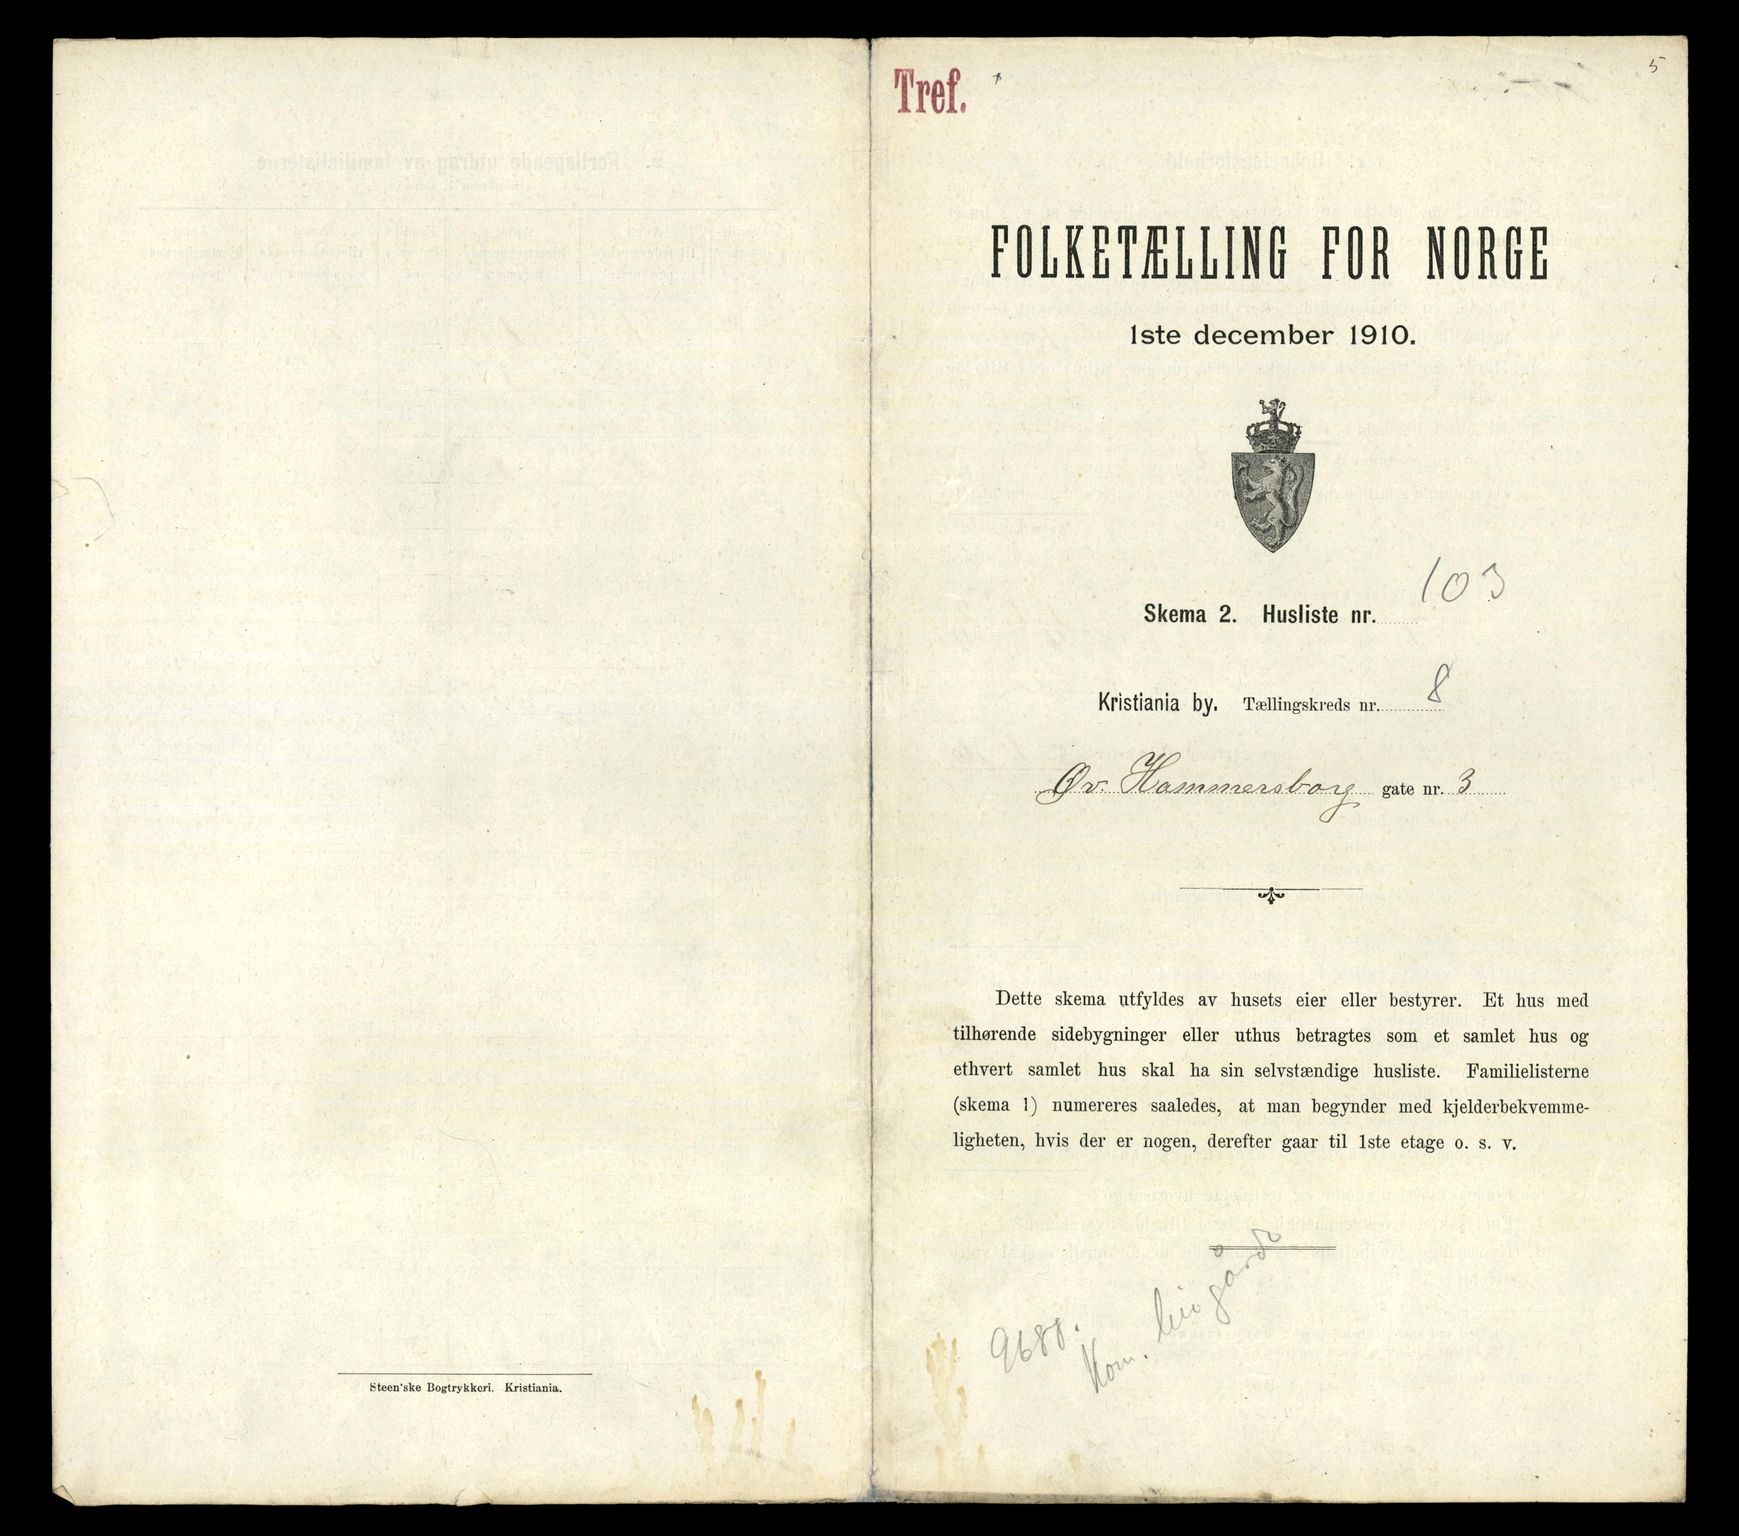 Steen'ske Bogtrykkeri. Kristiania.
5
Tref.
FOLKETÆLLING FOR NORGE
1ste december 1910.
Skema 2. Husliste nr. 103
Kristiania by. Tællingskreds nr. 8
Øv. Hammersborg gate nr. 3
Dette skema utfyldes av husets eier eller bestyrer. Et hus med
tilhørende sidebygninger eller uthus betragtes som et samlet hus og
ethvert samlet hus skal ha sin selvstændige husliste. Familielisterne
(skema 1) numereres saaledes, at man begynder med kjelderbekvemme-
ligheten, hvis der er nogen, derefter gaar til 1ste etage o. s. v.
9688.
Kom.